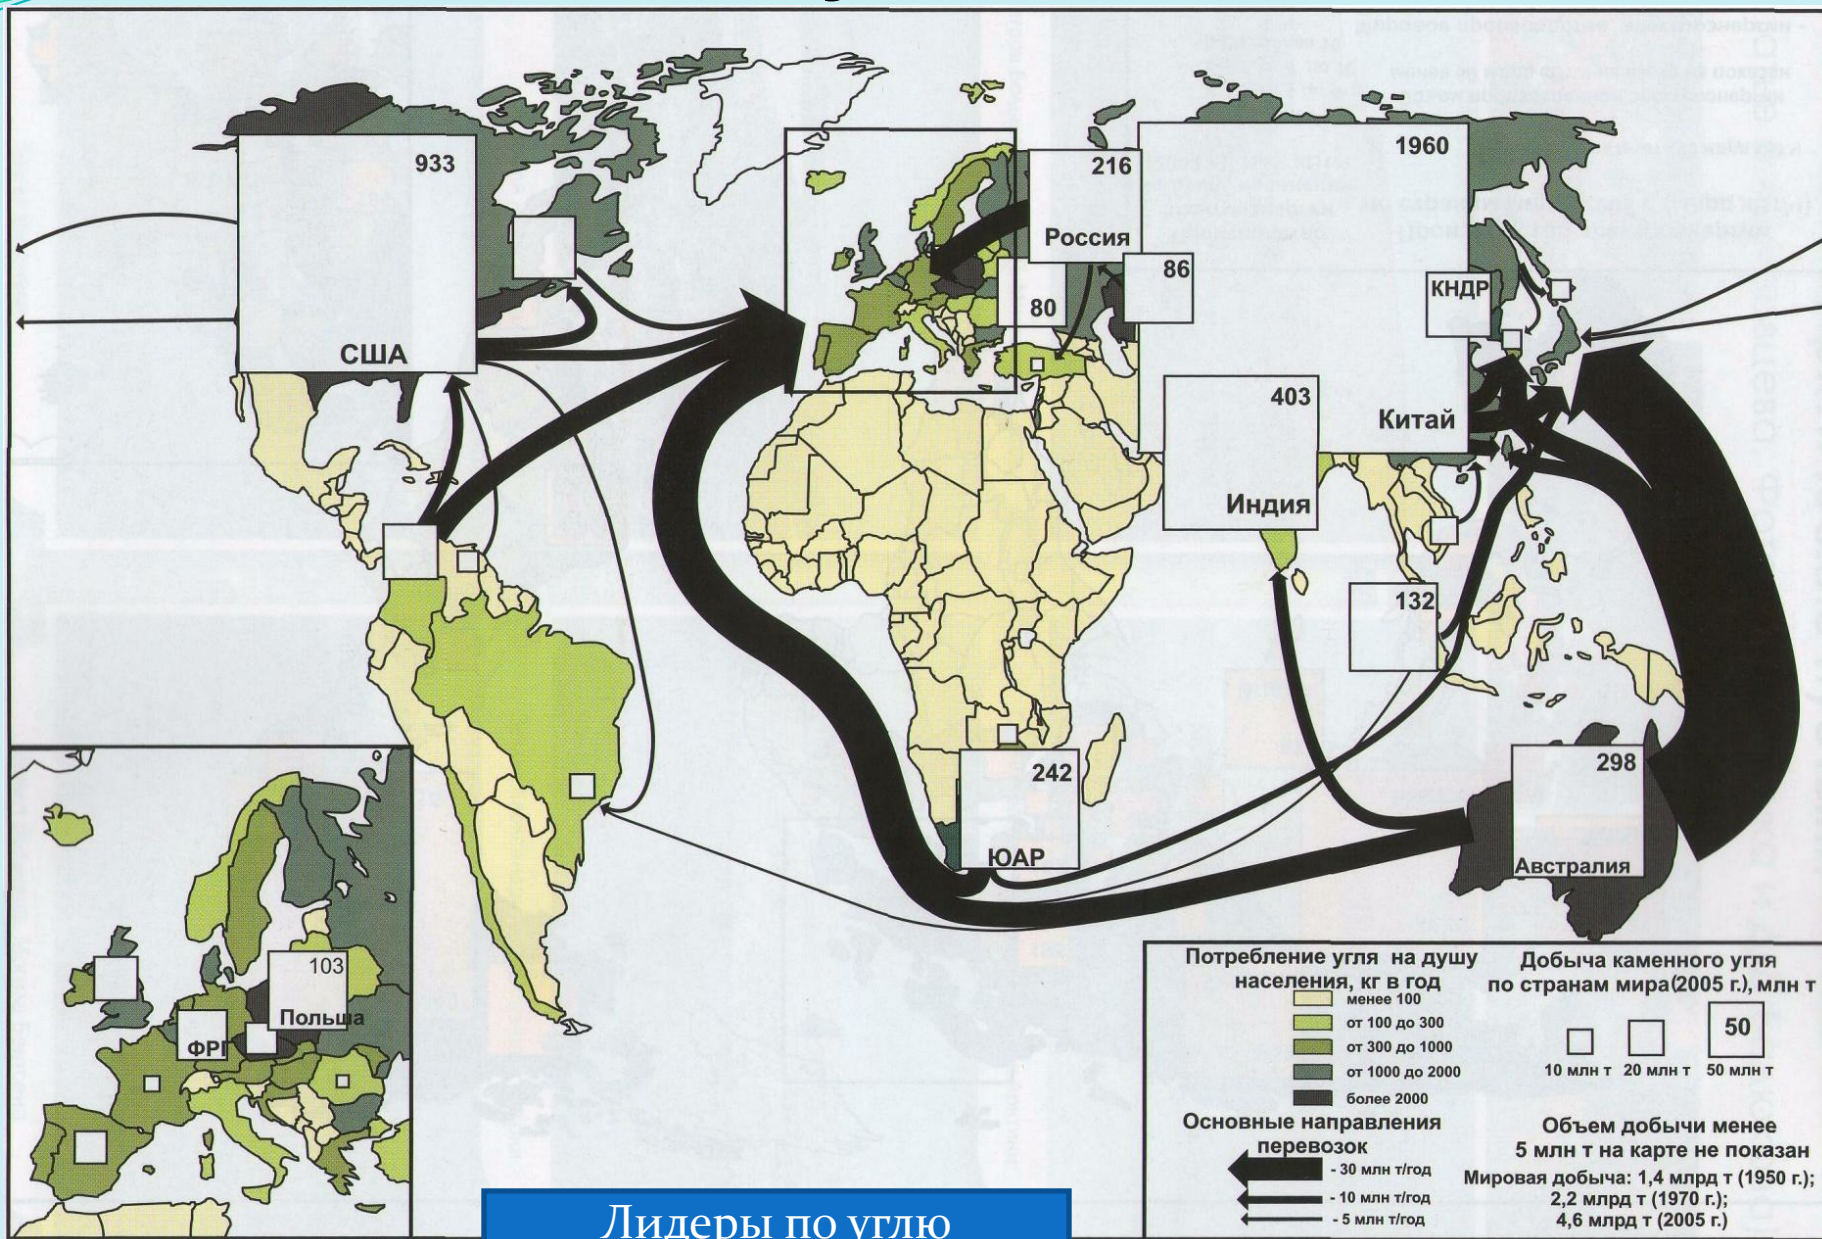 933
США
216
Россия
86
80
1960
КНДР
Китай
403
Индия
132
242
ЮАР
298
Австралия
103
Польша
ФРГ
Потребление угля на душу
населения, кг в год
менее 100
от 100 до 300
от 300 до 1000
от 1000 до 2000
более 2000
Основные направления
перевозок
- 30 млн т/год
- 10 млн т/год
- 5 млн т/год
Добыча каменного угля
по странам мира(2005 г.), млн т
50
10 млн т 20 млн т 50 млн т
Объем добычи менее
5 млн т на карте не показан
Мировая добыча: 1,4 млрд т (1950 г.);
2,2 млрд т (1970 г.);
4,6 млрд т (2005 г.)
Лидеры по углю